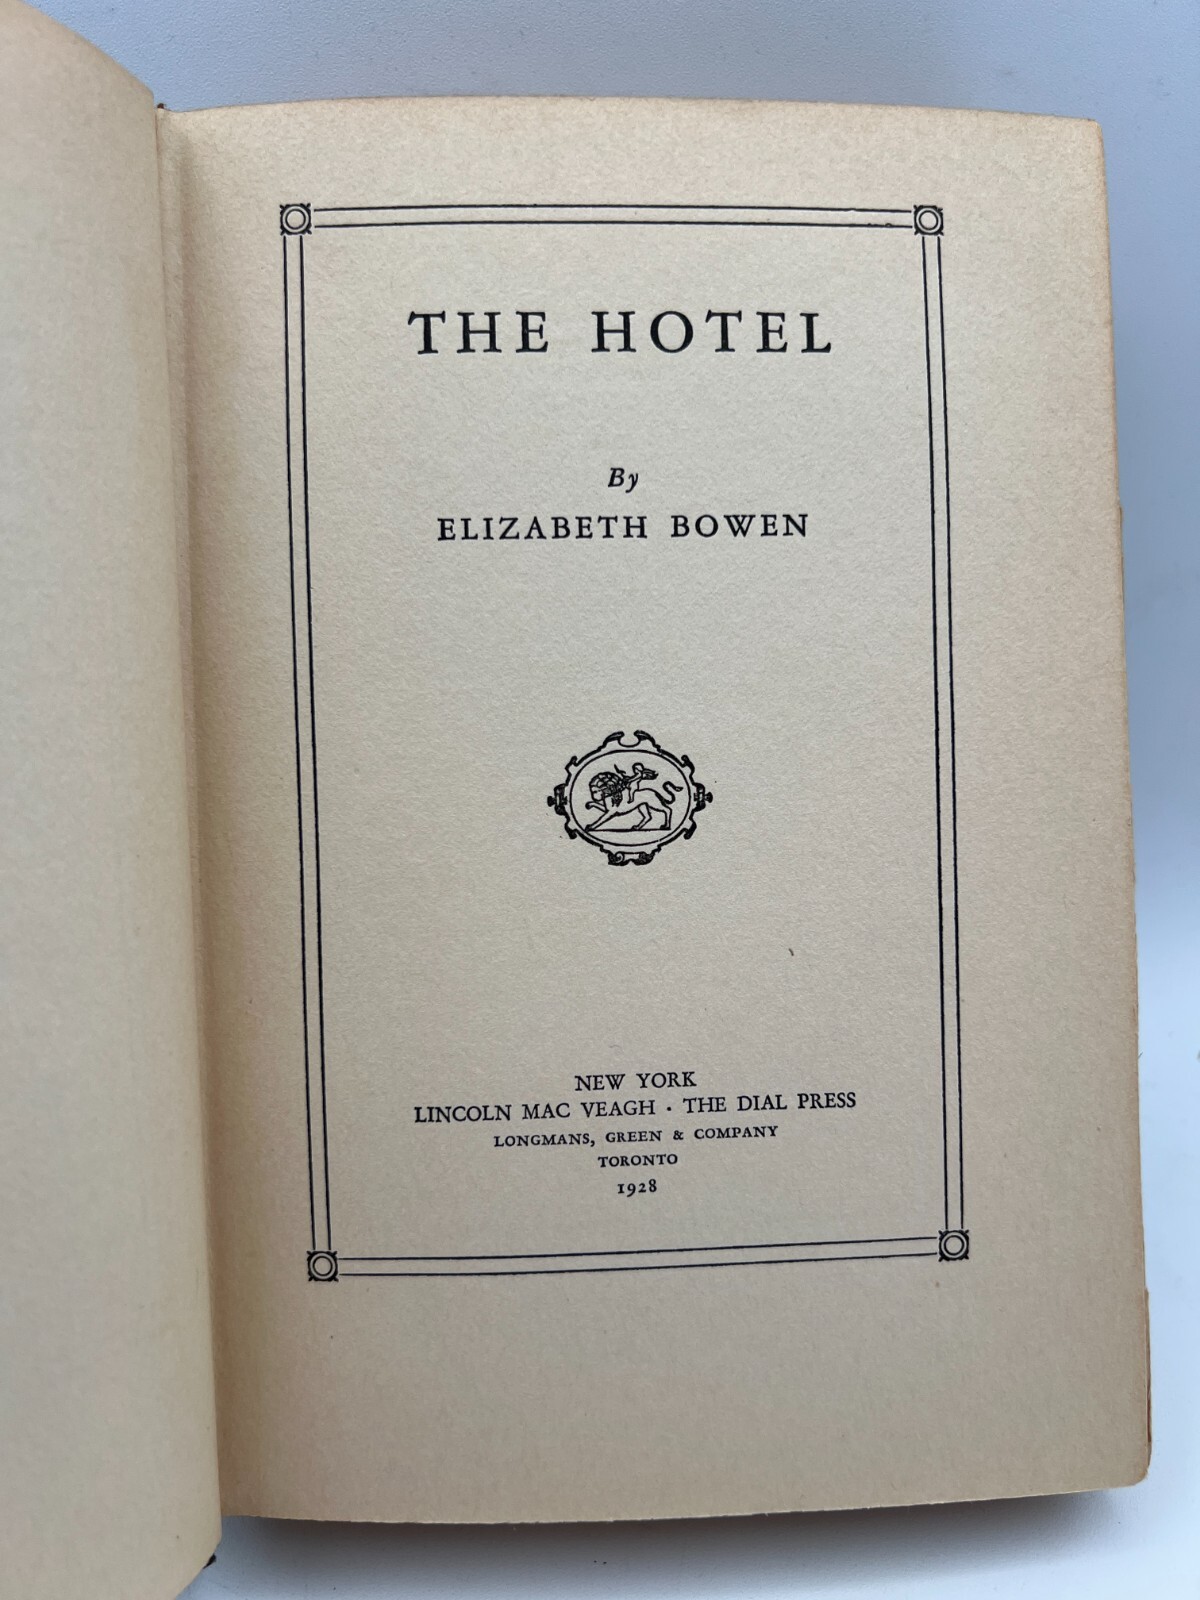 THE HOTEL
By
ELIZABETH BOWEN
NEW YORK
LINCOLN MAC VEAGH · THE DIAL PRESS
LONGMANS, GREEN & COMPANY
TORONTO
1928